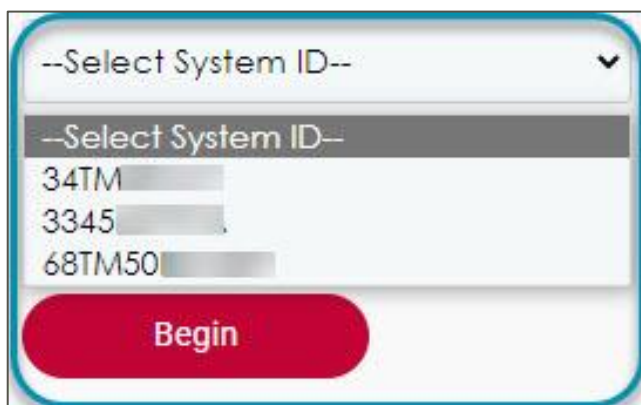 --Select System ID--
--Select System ID--
34TM
3345
68TM50
Begin